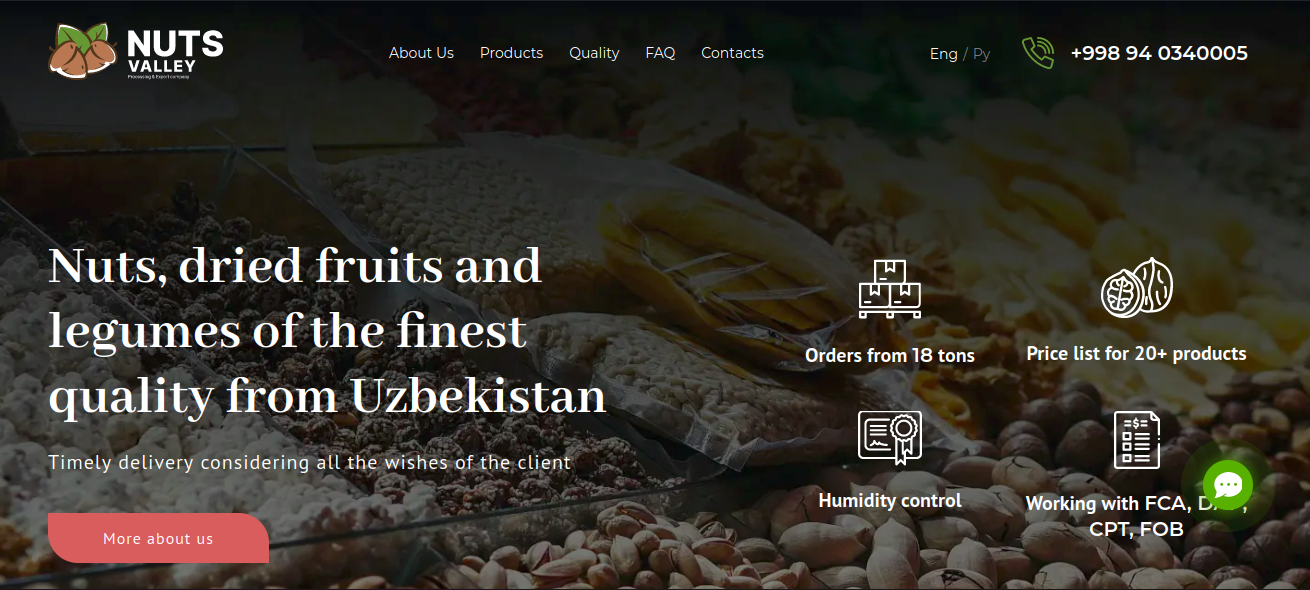 NUTS
VALLEY
Processing & Export company
About Us Products Quality FAQ Contacts
Eng / Ру
+998 94 0340005
Nuts, dried fruits and
legumes of the finest
quality from Uzbekistan
Timely delivery considering all the wishes of the client
More about us
Orders from 18 tons
Price list for 20+ products
Humidity control
Working with FCA,
CPT, FOB